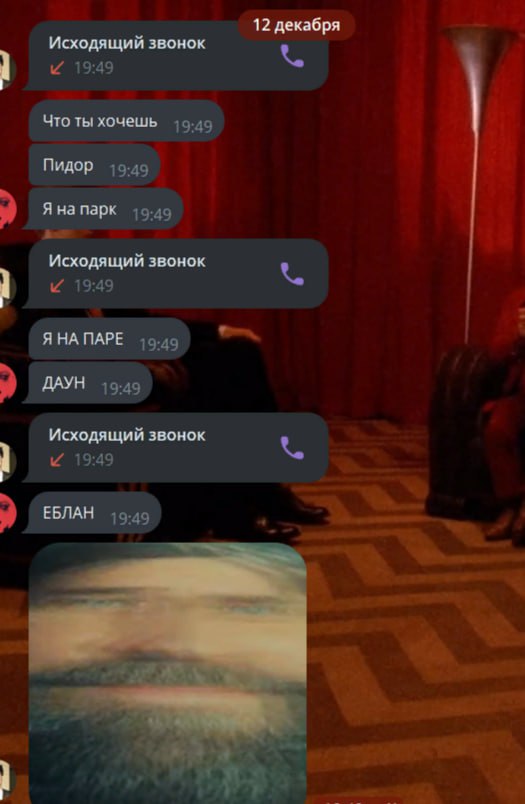 12 декабря
Исходящий звонок
19:49
Что ты хочешь 19:49
Пидор 19:49
Я на парк 19:49
Исходящий звонок
19:49
Я НА ПАРЕ 19:49
ДАУН 19:49
Исходящий звонок
19:49
ЕБЛАН 19:49